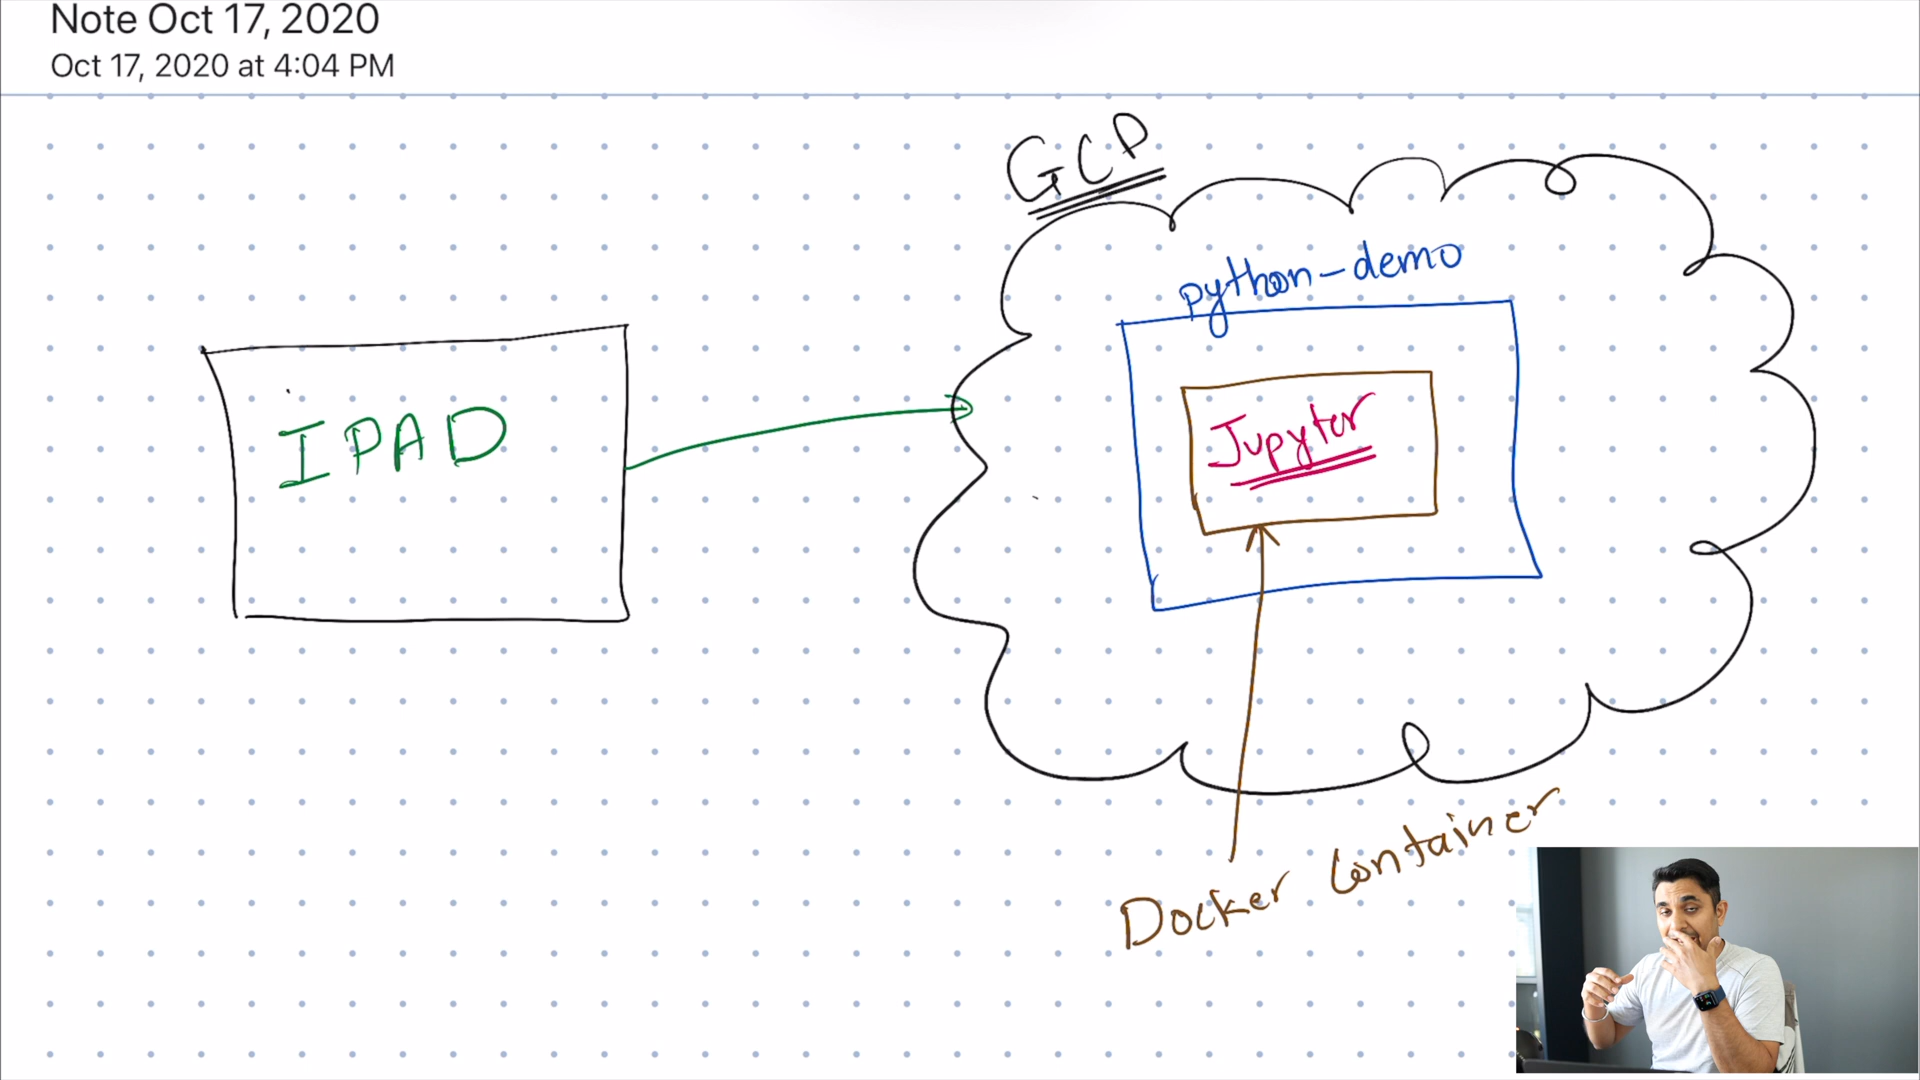 Note Oct 17, 2020
Oct 17, 2020 at 4:04 PM
GCP
python-demo
IPAD
Jupyter
Docker Container